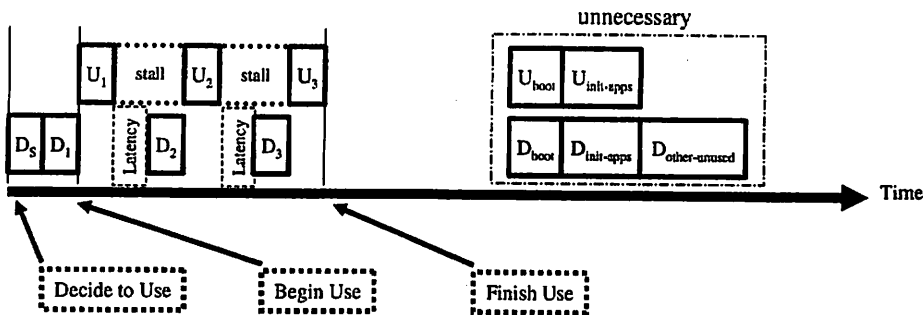 unnecessary
U1 stall U2 stall U3
Uboot Uinit-apps
DS D1 Latency D2 Latency D3
Dboot Dinit-apps Dother-unused
Time
Decide to Use Begin Use Finish Use